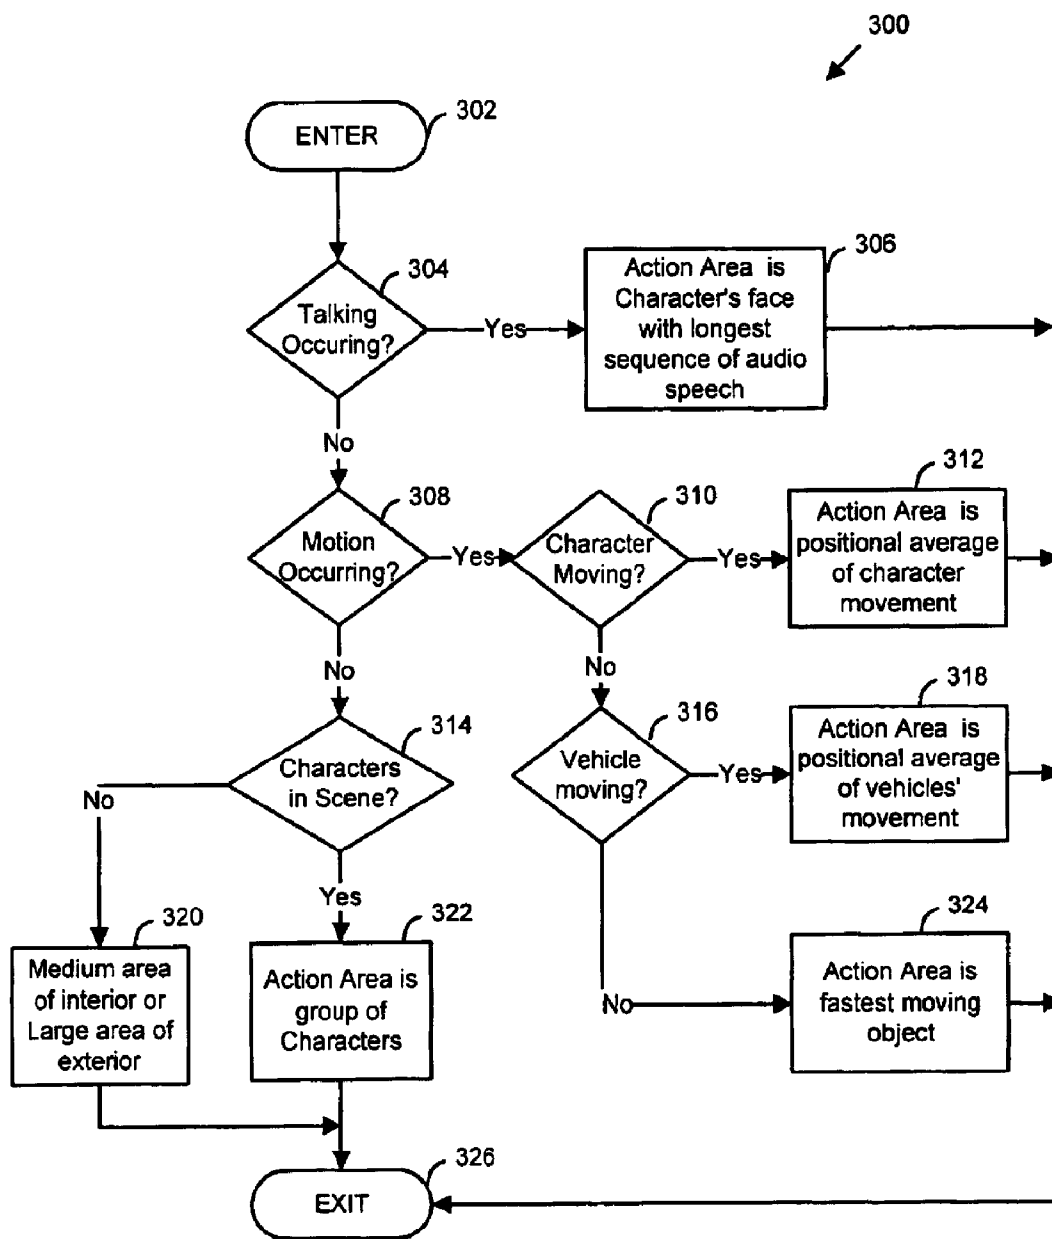 300
ENTER
302
304
Talking
Occuring?
Yes
306
Action Area is
Character's face
with longest
sequence of audio
speech
No
308
Motion
Occurring?
Yes
310
Character
Moving?
Yes
312
Action Area is
positional average
of character
movement
No
No
314
Characters
in Scene?
316
Vehicle
moving?
Yes
318
Action Area is
positional average
of vehicles'
movement
No
Yes
320
Medium area
of interior or
Large area of
exterior
322
Action Area is
group of
Characters
No
324
Action Area is
fastest moving
object
326
EXIT